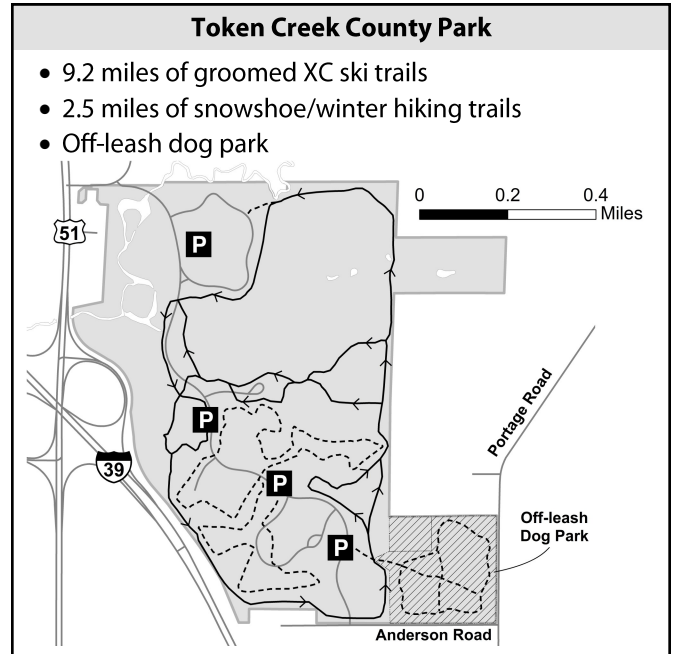 Token Creek County Park
• 9.2 miles of groomed XC ski trails
• 2.5 miles of snowshoe/winter hiking trails
• Off-leash dog park
0 0.2 0.4
Miles
51
P
Portage Road
P
39
P
Off-leash
Dog Park
P
Anderson Road